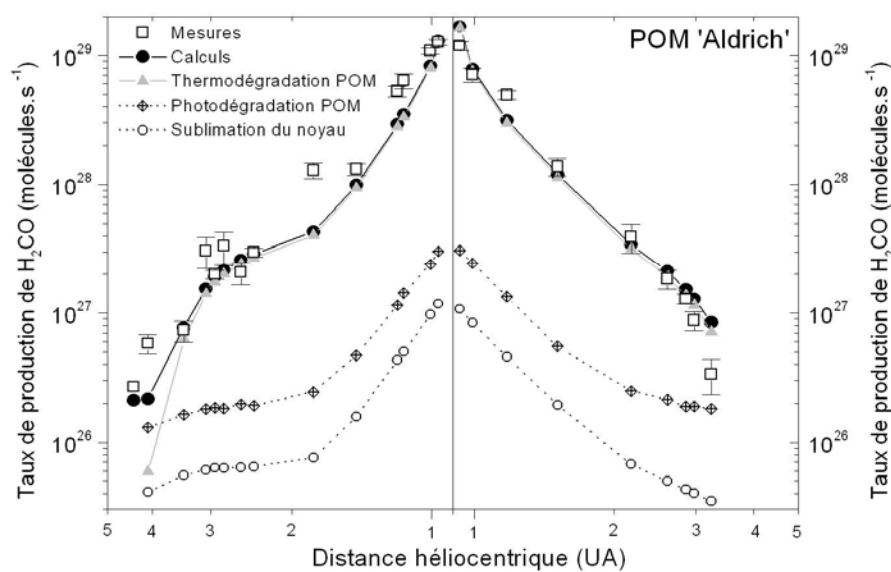 POM 'Aldrich'
Mesures
Calculs
Thermodégradation POM
Photodégradation POM
Sublimation du noyau
Taux de production de H₂CO (molécules.s⁻¹)
10²⁹
10²⁸
10²⁷
10²⁶
Taux de production de H₂CO (molécules.s⁻¹)
10²⁹
10²⁸
10²⁷
10²⁶
5 4 3 2 1 1 2 3 4 5
Distance héliocentrique (UA)